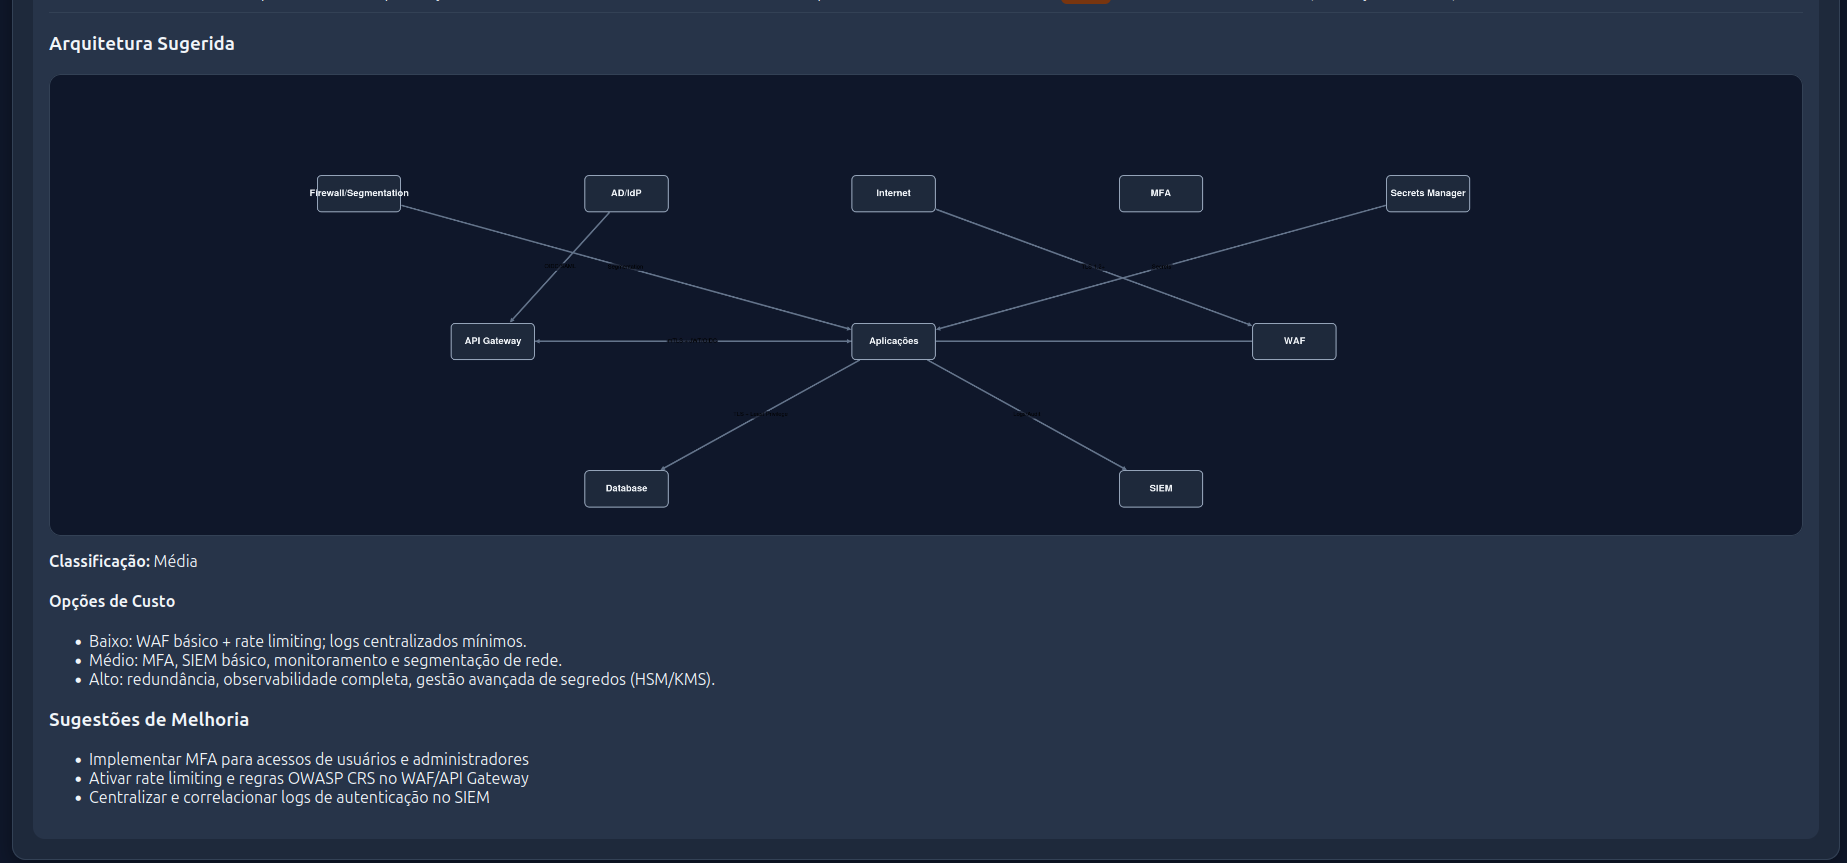 Arquitetura Sugerida
Firewall/Segmentation
AD/IdP
Internet
MFA
Secrets Manager
API Gateway
Aplicações
WAF
Database
SIEM
Classificação: Média
Opções de Custo
• Baixo: WAF básico + rate limiting; logs centralizados mínimos.
• Médio: MFA, SIEM básico, monitoramento e segmentação de rede.
• Alto: redundância, observabilidade completa, gestão avançada de segredos (HSM/KMS).
Sugestões de Melhoria
• Implementar MFA para acessos de usuários e administradores
• Ativar rate limiting e regras OWASP CRS no WAF/API Gateway
• Centralizar e correlacionar logs de autenticação no SIEM